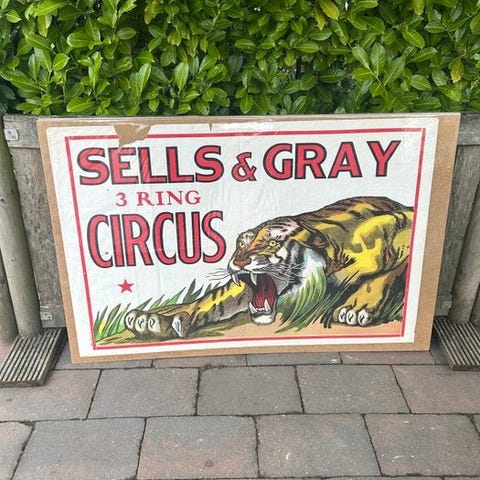 SELLS & GRAY
3 RING
CIRCUS